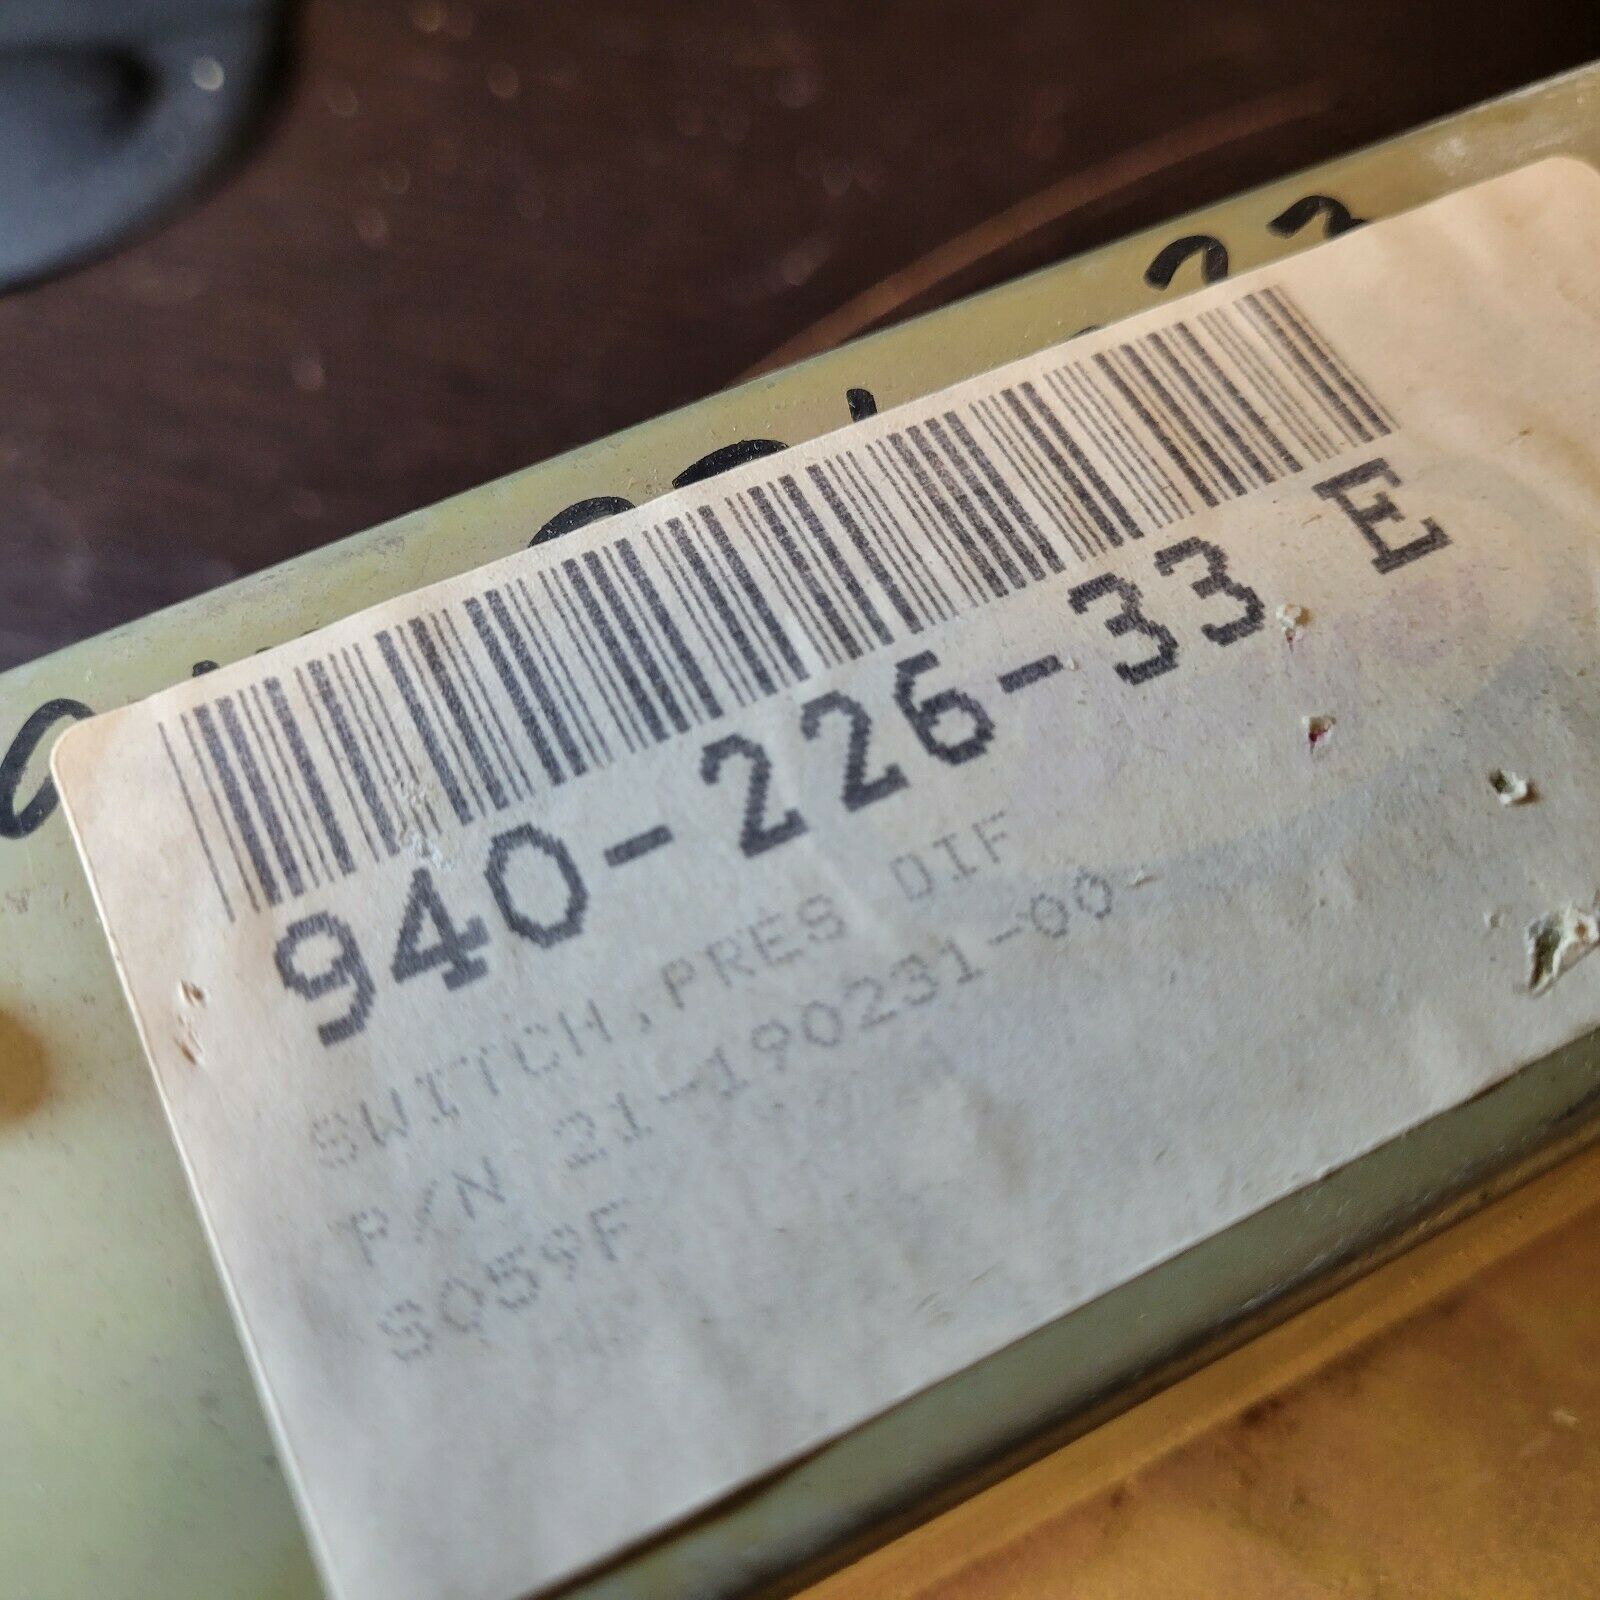 940-226-33 E
SWITCH,PRES DIF
P/N 21-190231-00
S059F